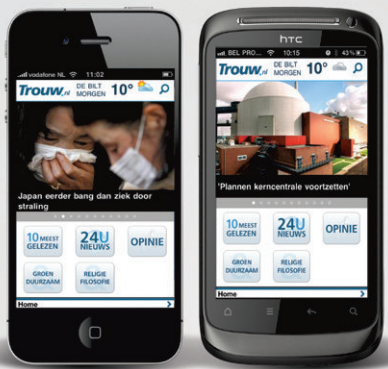 vodafone NL 11:02
Trouw.nl DE BILT MORGEN 10°
Japan eerder bang dan ziek door
straling
10 MEEST
GELEZEN
24U
NIEUWS
OPINIE
GROEN
DUURZAAM
RELIGIE
FILOSOFIE
Home
hTC
BEL PRO... 10:15 43%
Trouw.nl DE BILT MORGEN 10°
'Plannen kerncentrale voortzetten'
10 MEEST
GELEZEN
24U
NIEUWS
OPINIE
GROEN
DUURZAAM
RELIGIE
FILOSOFIE
Home